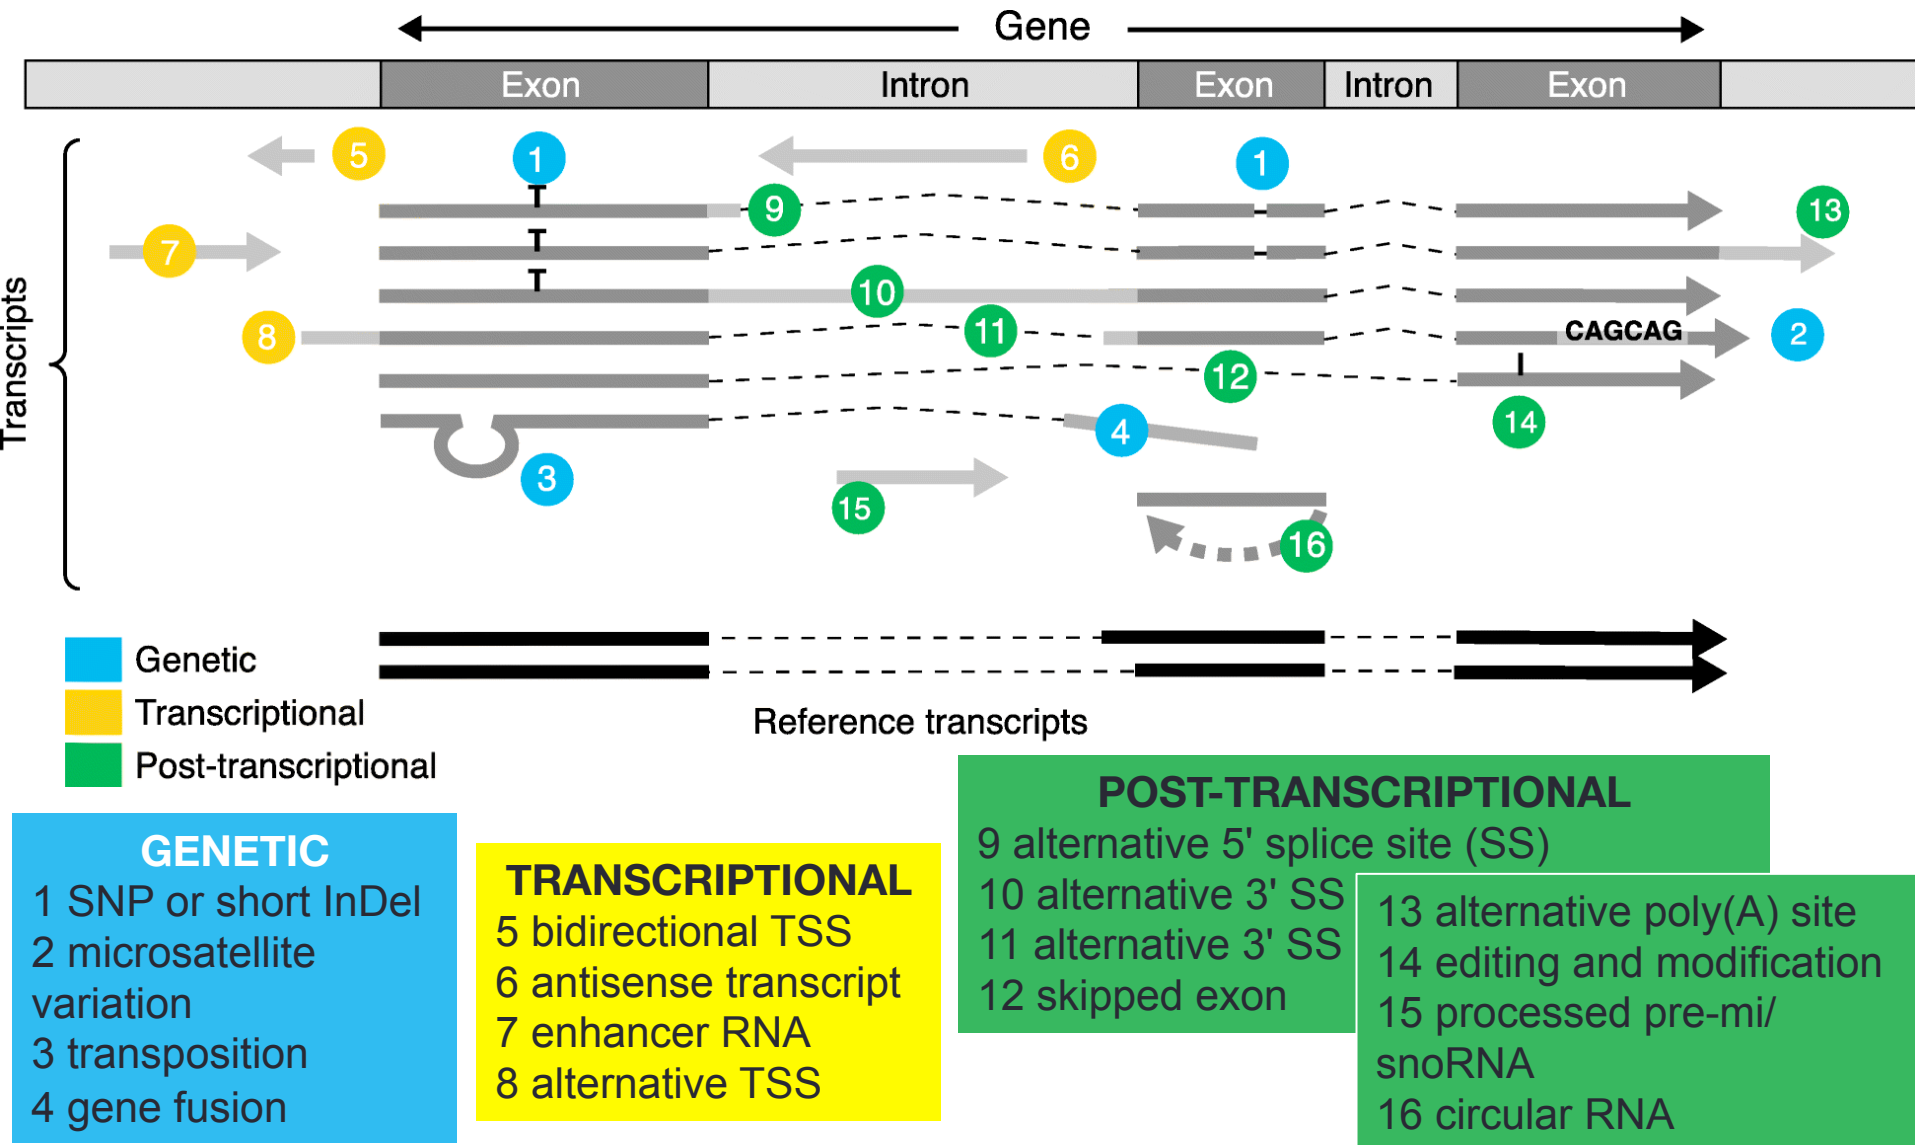 Gene
Exon Intron Exon Intron Exon
5 1 6 1
T 9 13
7 T
T 10
8 11 CAGCAG 2
12
4 14
3
15
16
Transcripts
Genetic
Transcriptional
Post-transcriptional
Reference transcripts
GENETIC
1 SNP or short InDel
2 microsatellite
variation
3 transposition
4 gene fusion
TRANSCRIPTIONAL
5 bidirectional TSS
6 antisense transcript
7 enhancer RNA
8 alternative TSS
POST-TRANSCRIPTIONAL
9 alternative 5' splice site (SS)
10 alternative 3' SS
11 alternative 3' SS
12 skipped exon
13 alternative poly(A) site
14 editing and modification
15 processed pre-mi/
snoRNA
16 circular RNA